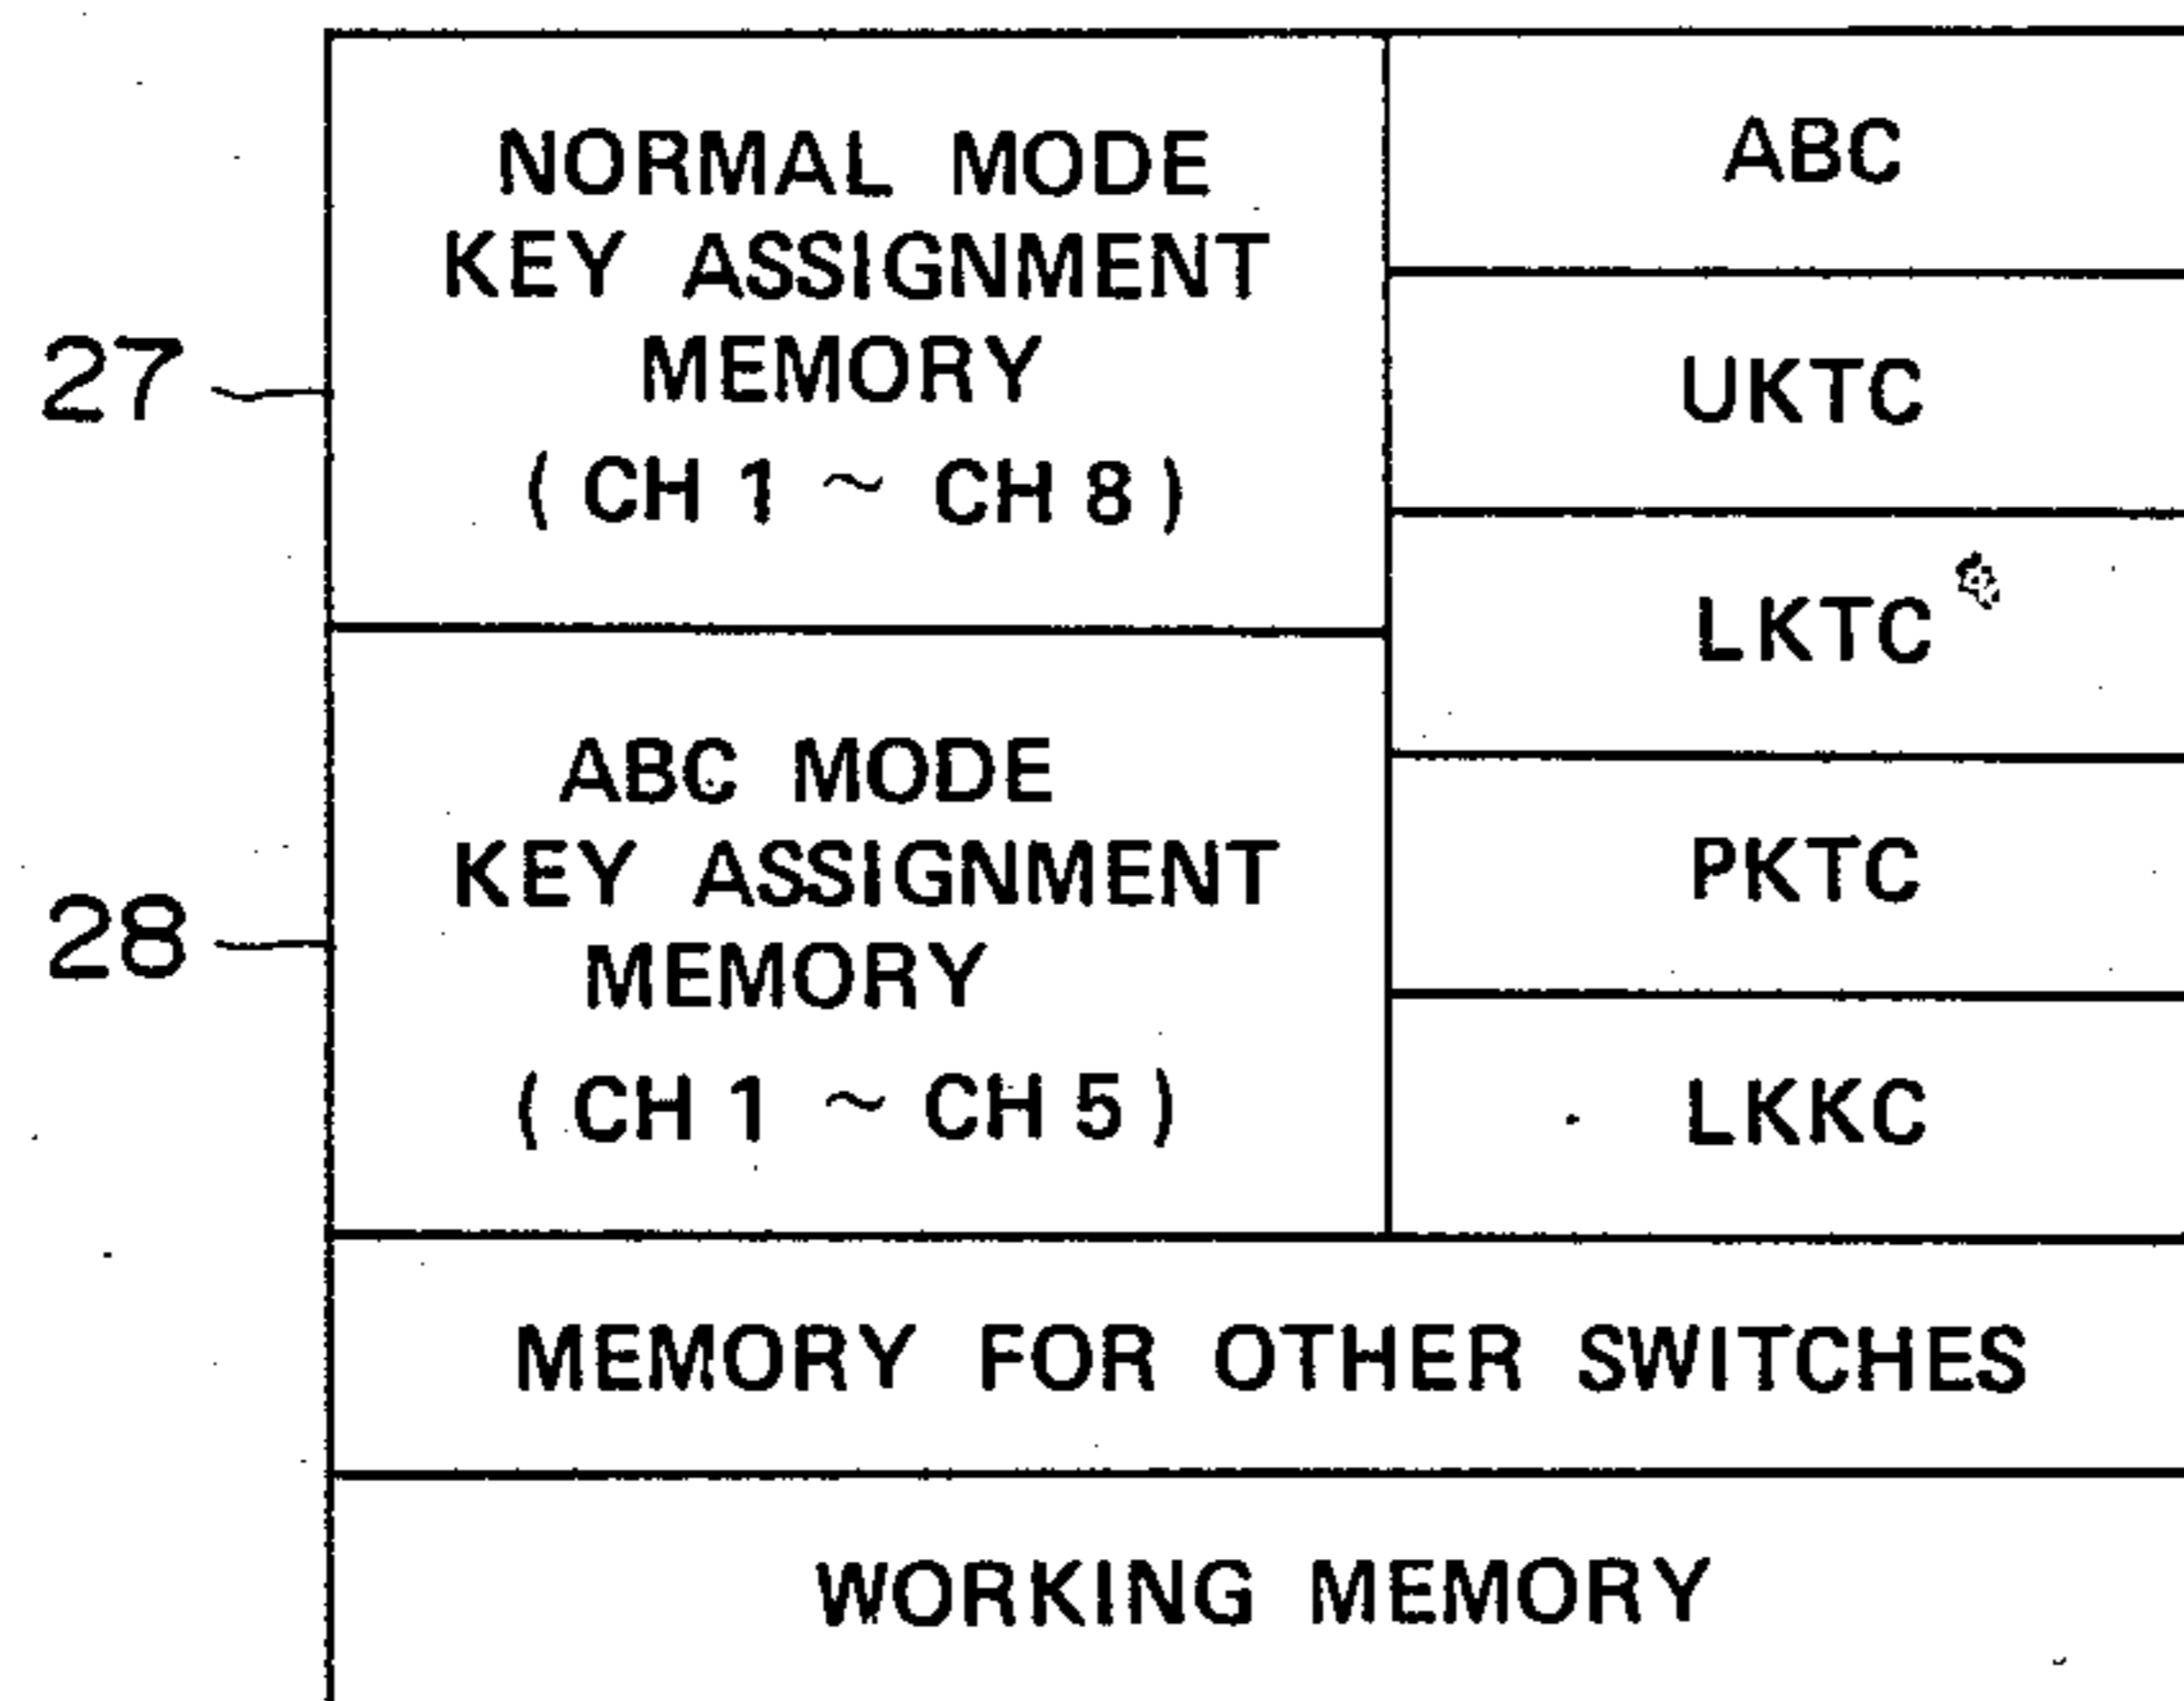 27
NORMAL MODE
KEY ASSIGNMENT
MEMORY
( CH 1 ~ CH 8 )
28
ABC MODE
KEY ASSIGNMENT
MEMORY
( CH 1 ~ CH 5 )
ABC
UKTC
LKTC
PKTC
LKKC
MEMORY FOR OTHER SWITCHES
WORKING MEMORY